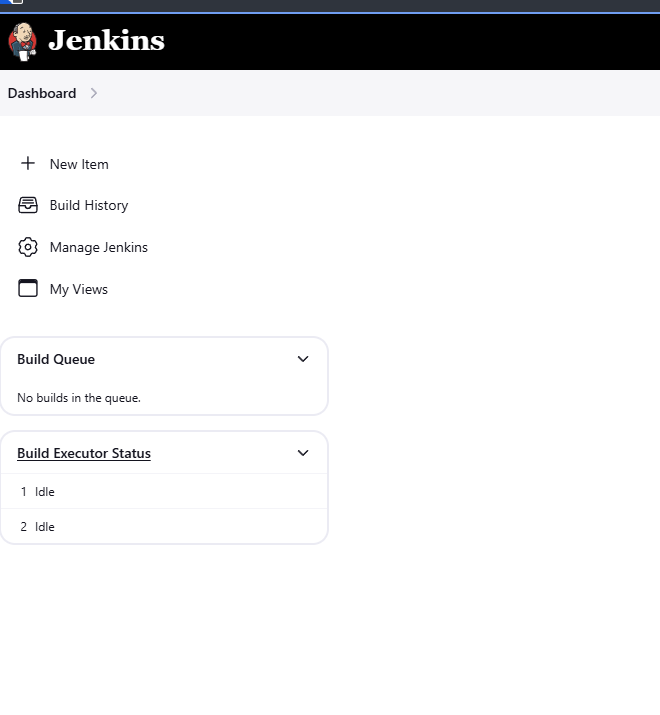 Jenkins
Dashboard
New Item
Build History
Manage Jenkins
My Views
Build Queue
No builds in the queue.
Build Executor Status
1 Idle
2 Idle